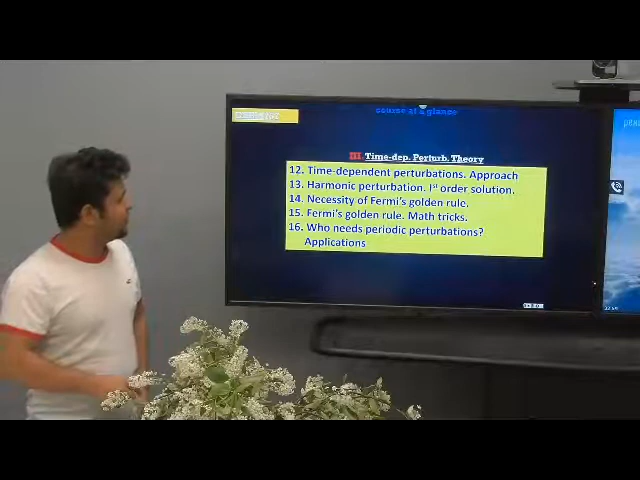 course at a glance
III. Time-dep. Perturb. Theory
12. Time-dependent perturbations. Approach
13. Harmonic perturbation. 1st order solution.
14. Necessity of Fermi's golden rule.
15. Fermi's golden rule. Math tricks.
16. Who needs periodic perturbations?
Applications